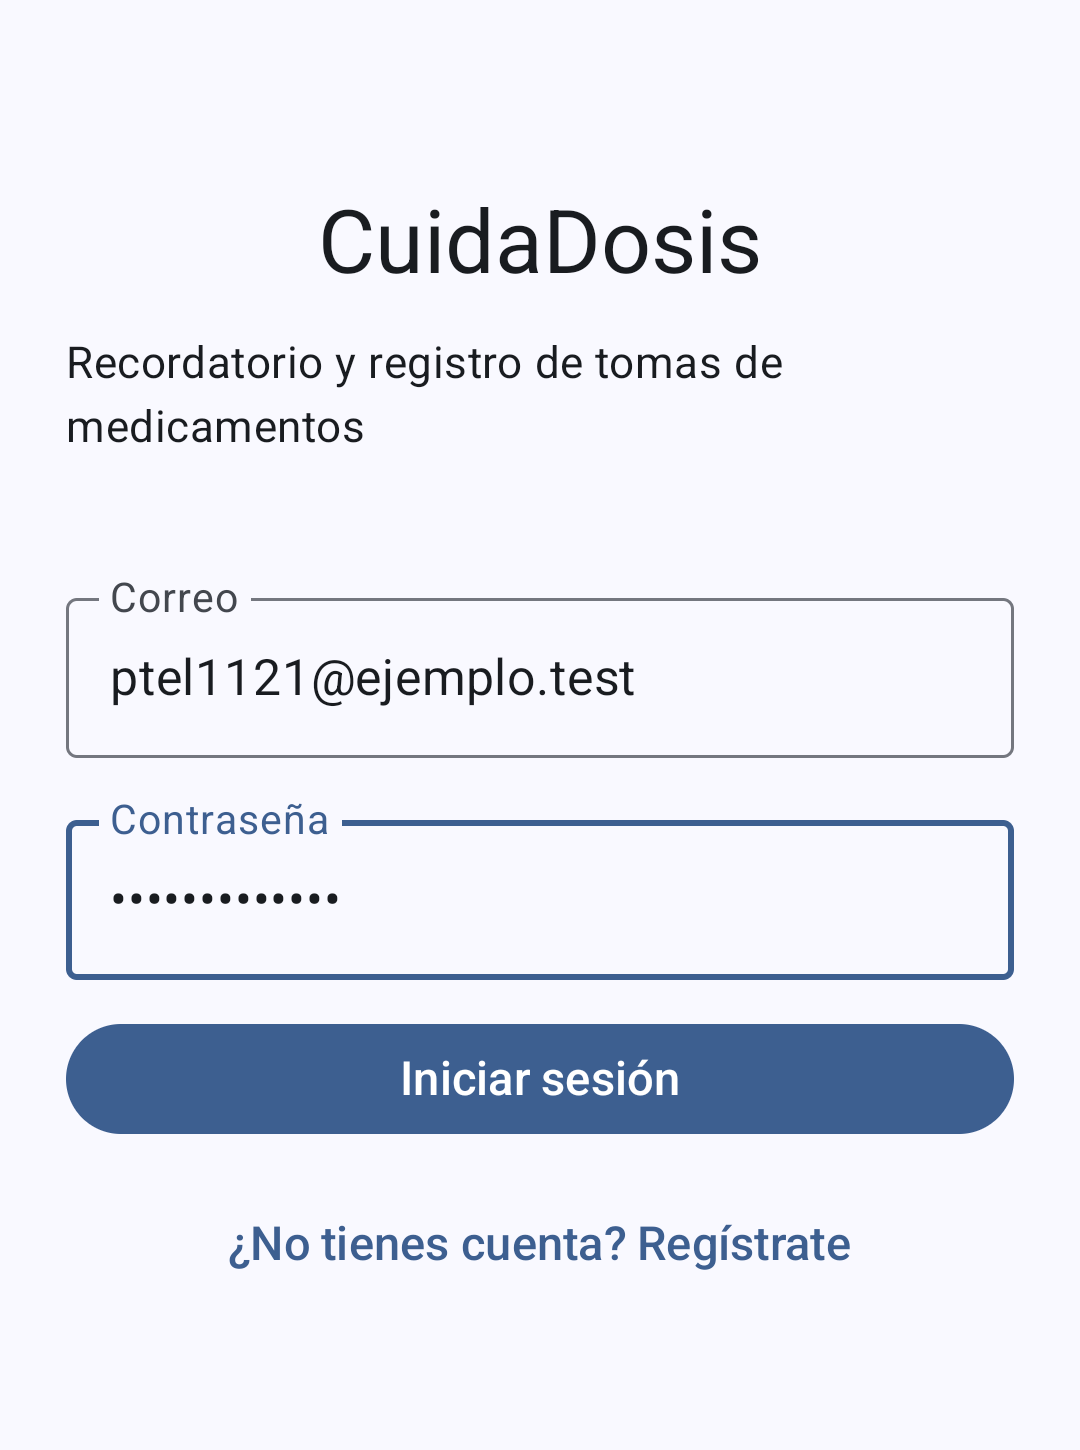 CuidaDosis
Recordatorio y registro de tomas de
medicamentos
Correo
ptel1121@ejemplo.test
Contraseña
•••••••••••••
Iniciar sesión
¿No tienes cuenta? Regístrate